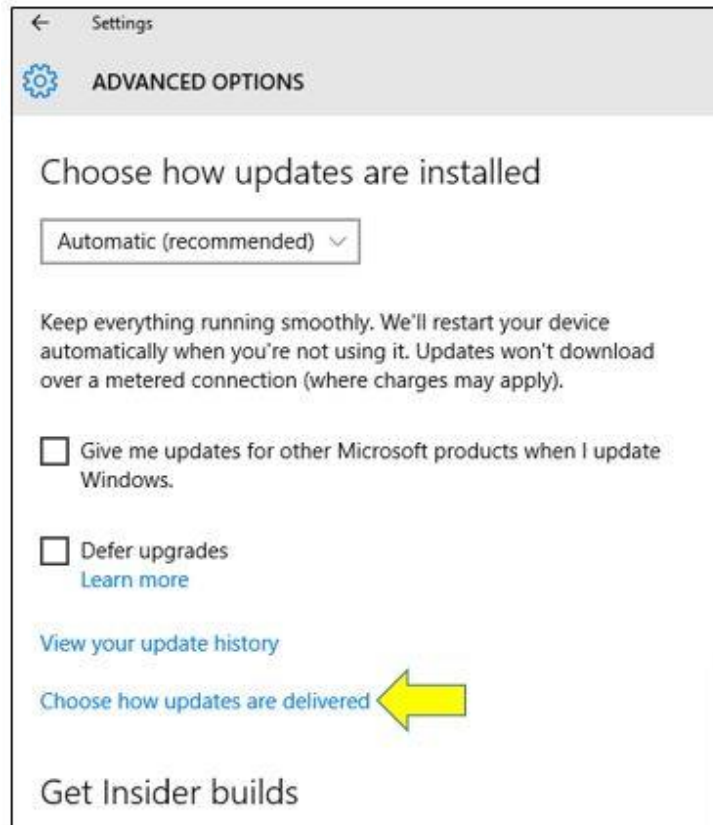 Settings
ADVANCED OPTIONS
Choose how updates are installed
Automatic (recommended)
Keep everything running smoothly. We'll restart your device
automatically when you're not using it. Updates won't download
over a metered connection (where charges may apply).
Give me updates for other Microsoft products when I update
Windows.
Defer upgrades
Learn more
View your update history
Choose how updates are delivered
Get Insider builds